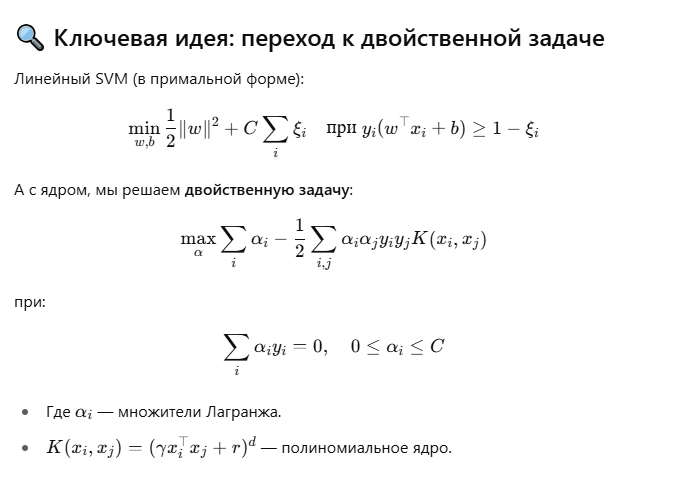 🔍 Ключевая идея: переход к двойственной задаче
Линейный SVM (в примальной форме):
\min_{w,b} \frac{1}{2}\|w\|^2 + C \sum_i \xi_i \quad \text{при } y_i(w^\top x_i + b) \geq 1 - \xi_i
А с ядром, мы решаем двойственную задачу:
\max_{\alpha} \sum_i \alpha_i - \frac{1}{2} \sum_{i,j} \alpha_i \alpha_j y_i y_j K(x_i, x_j)
при:
\sum_i \alpha_i y_i = 0, \quad 0 \leq \alpha_i \leq C
• Где α_i — множители Лагранжа.
• K(x_i, x_j) = (\gamma x_i^\top x_j + r)^d — полиномиальное ядро.